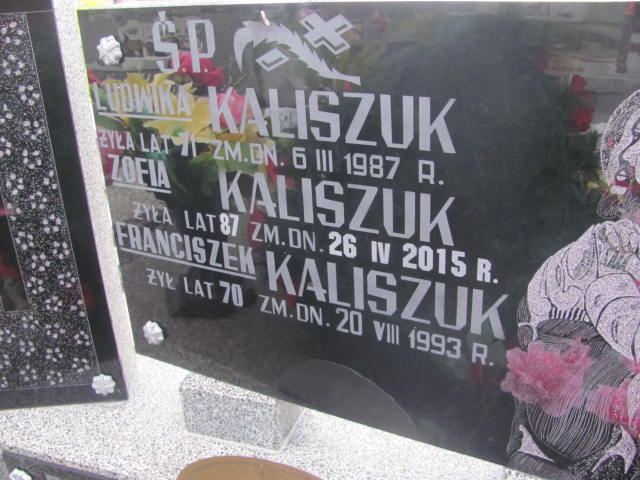 Ś.P.
LUDWIKA KALISZUK
ŻYŁA LAT 71 ZM. DN. 6 III 1987 R.
ZOFIA KALISZUK
ŻYŁA LAT 87 ZM. DN. 26 IV 2015 R.
FRANCISZEK KALISZUK
ŻYŁ LAT 70 ZM. DN. 20 VIII 1993 R.